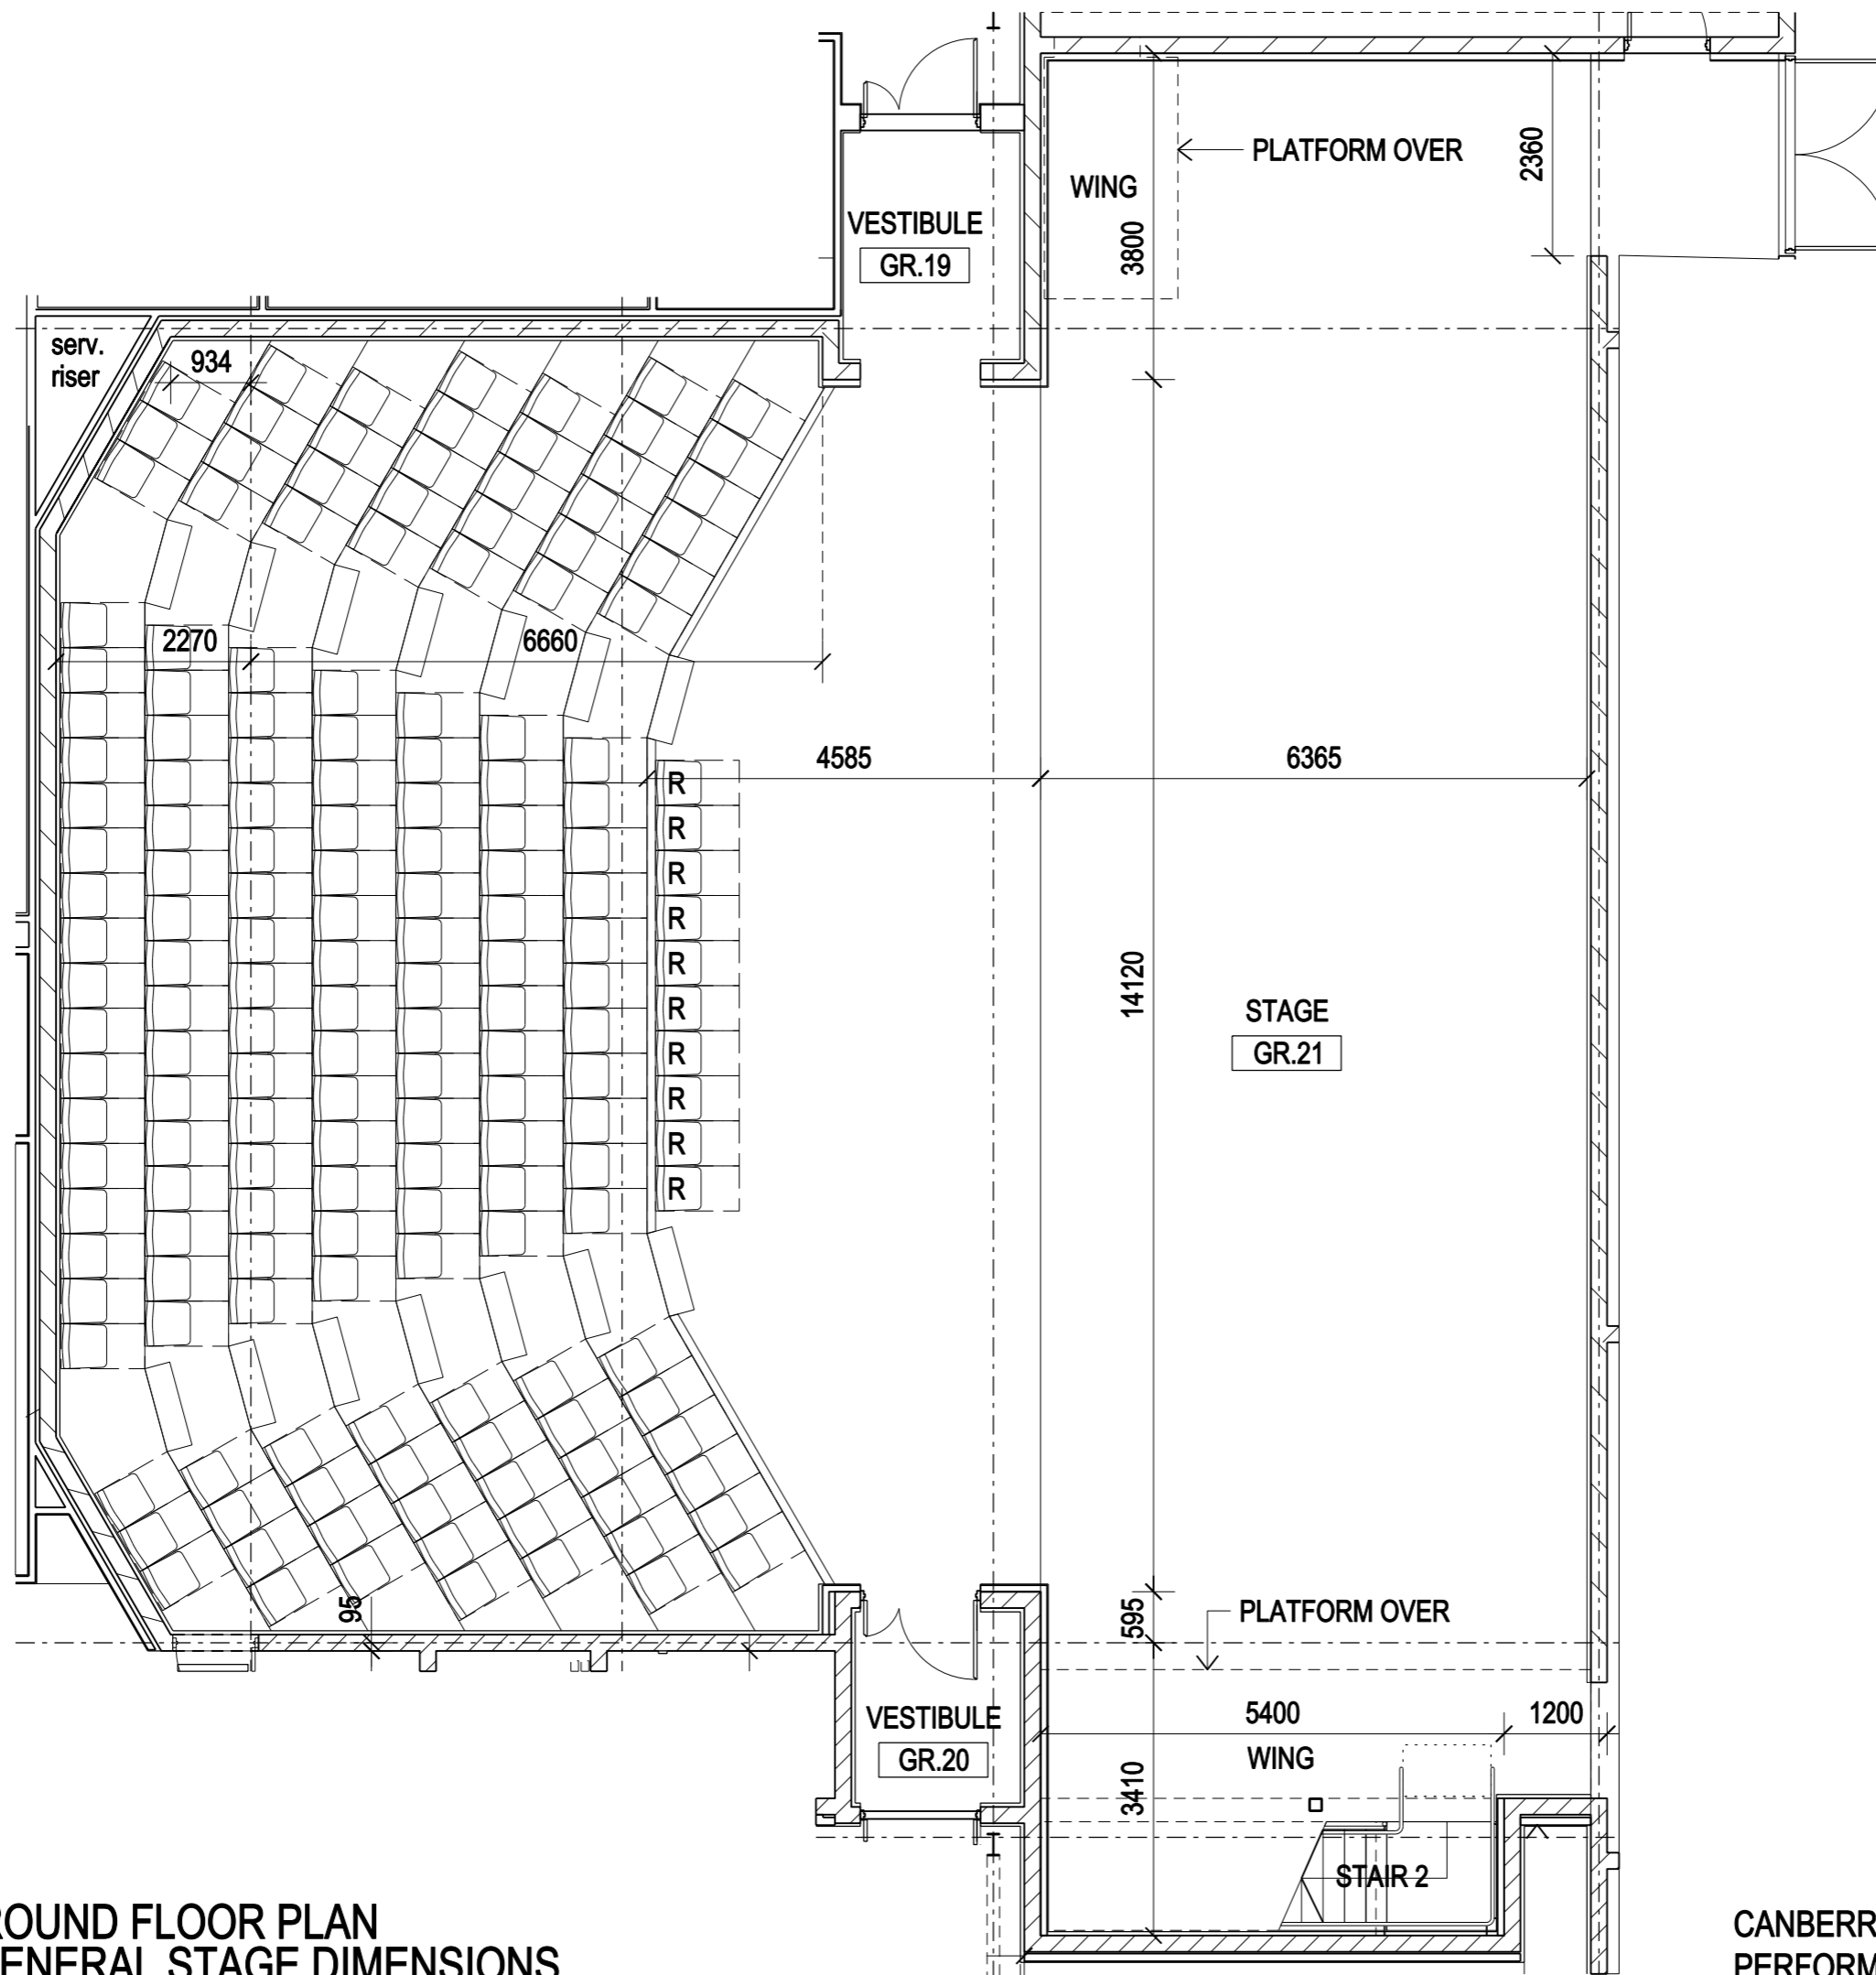 PLATFORM OVER
2360
WING
VESTIBULE
GR.19
3800
serv.
riser
934
2270
6660
4585
6365
R
R
R
R
R
R
R
R
R
R
14120
STAGE
GR.21
95
595
PLATFORM OVER
5400
1200
VESTIBULE
GR.20
WING
3410
STAIR 2
ROUND FLOOR PLAN
ENERAL STAGE DIMENSIONS
CANBERR
PERFORM